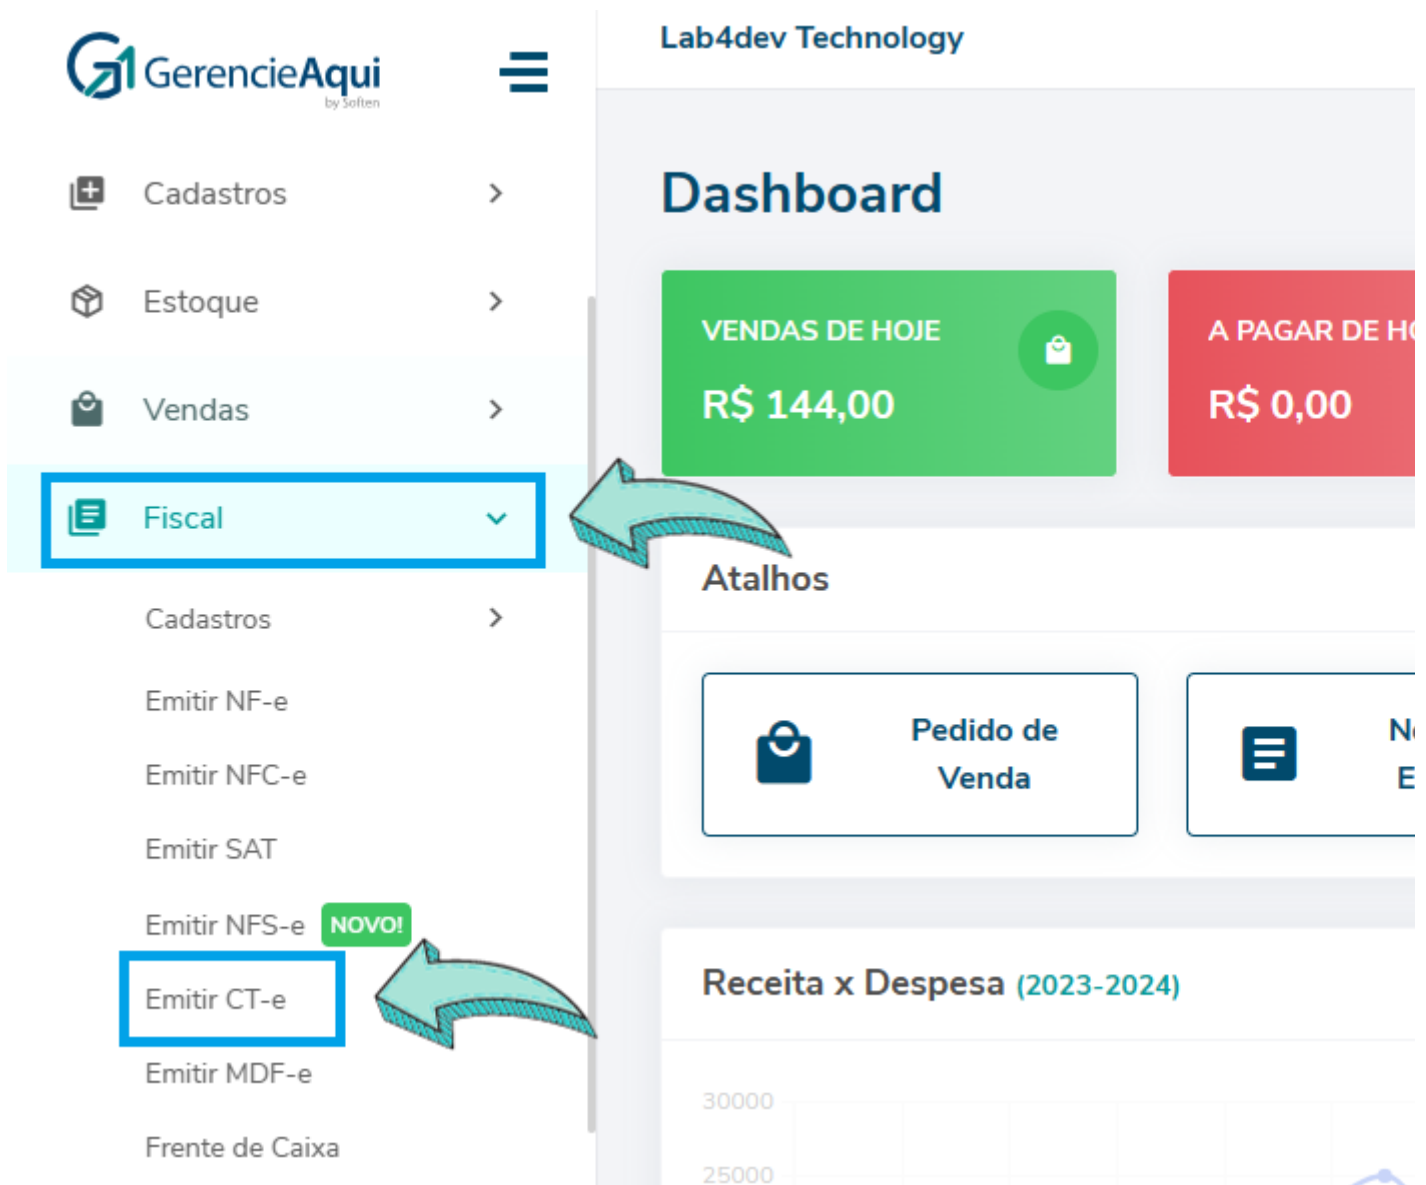 GerencieAqui
by Soften
Cadastros
Estoque
Vendas
Fiscal
Cadastros
Emitir NF-e
Emitir NFC-e
Emitir SAT
Emitir NFS-e NOVO!
Emitir CT-e
Emitir MDF-e
Frente de Caixa
Lab4dev Technology
Dashboard
VENDAS DE HOJE
R$ 144,00
A PAGAR DE
R$ 0,00
Atalhos
Pedido de
Venda
Receita x Despesa (2023-2024)
30000
25000